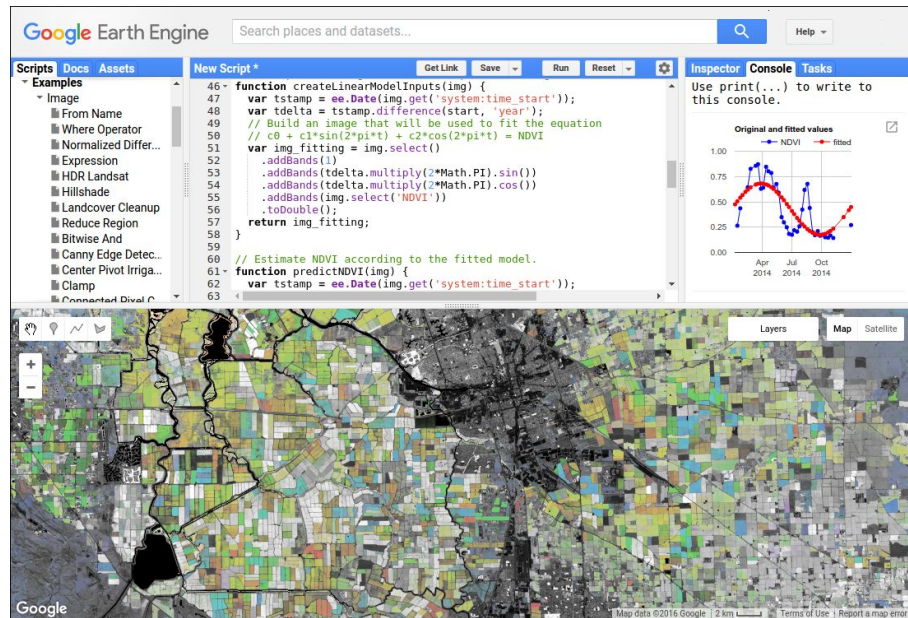 Google Earth Engine
Search places and datasets...
Help
Scripts Docs Assets
Examples
Image
From Name
Where Operator
Normalized Differ...
Expression
HDR Landsat
Hillshade
Landcover Cleanup
Reduce Region
Bitwise And
Canny Edge Detec...
Center Pivot Irriga...
Clamp
Connected Pixel C
New Script *
Get Link Save Run Reset
46 function createLinearModelInputs(img) {
47 var tstamp = ee.Date(img.get('system:time_start'));
48 var tdelta = tstamp.difference(start, 'year');
49 // Build an image that will be used to fit the equation
50 // c0 + c1*sin(2*pi*t) + c2*cos(2*pi*t) = NDVI
51 var img_fitting = img.select()
52 .addBands(1)
53 .addBands(tdelta.multiply(2*Math.PI).sin())
54 .addBands(tdelta.multiply(2*Math.PI).cos())
55 .addBands(img.select('NDVI'))
56 .toDouble();
57 return img_fitting;
58 }
59
60 // Estimate NDVI according to the fitted model.
61 function predictNDVI(img) {
62 var tstamp = ee.Date(img.get('system:time_start'));
63
Inspector Console Tasks
Use print(...) to write to
this console.
Original and fitted values
NDVI fitted
1.00
0.75
0.50
0.25
0.00
Apr Jul Oct
2014 2014 2014
Layers
Map Satellite
+
−
Google
Map data ©2016 Google 2 km Terms of Use Report a map error